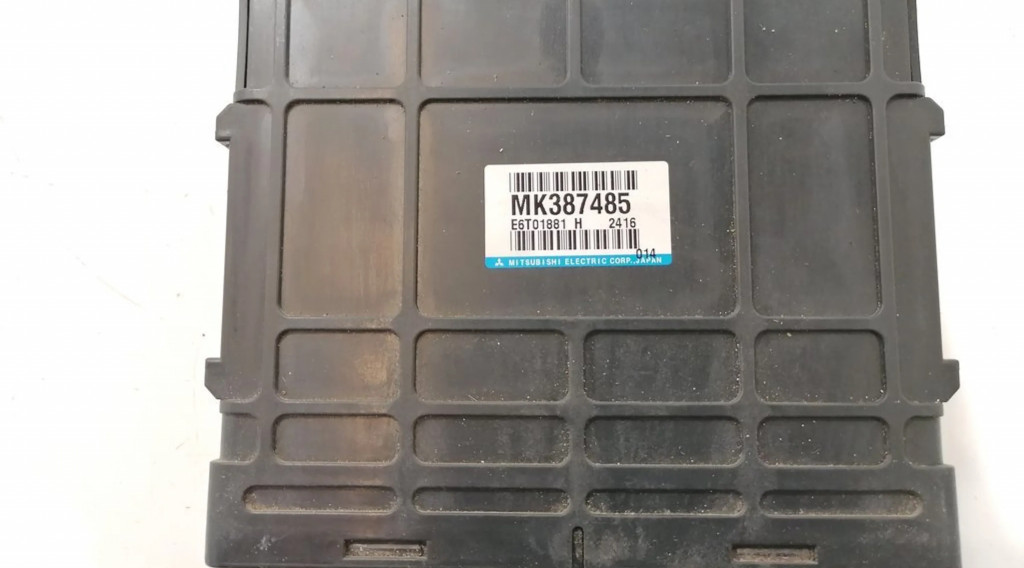 MK387485
E6T01881 H 2416
014
MITSUBISHI ELECTRIC CORP.,JAPAN